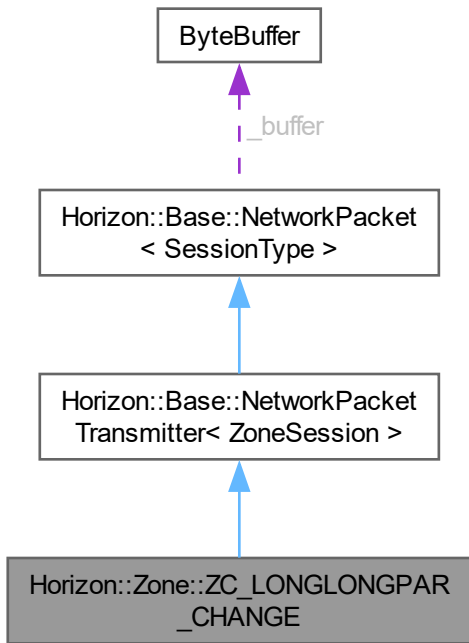 ByteBuffer
_buffer
Horizon::Base::NetworkPacket
< SessionType >
Horizon::Base::NetworkPacket
Transmitter< ZoneSession >
Horizon::Zone::ZC_LONGLONGPAR
_CHANGE